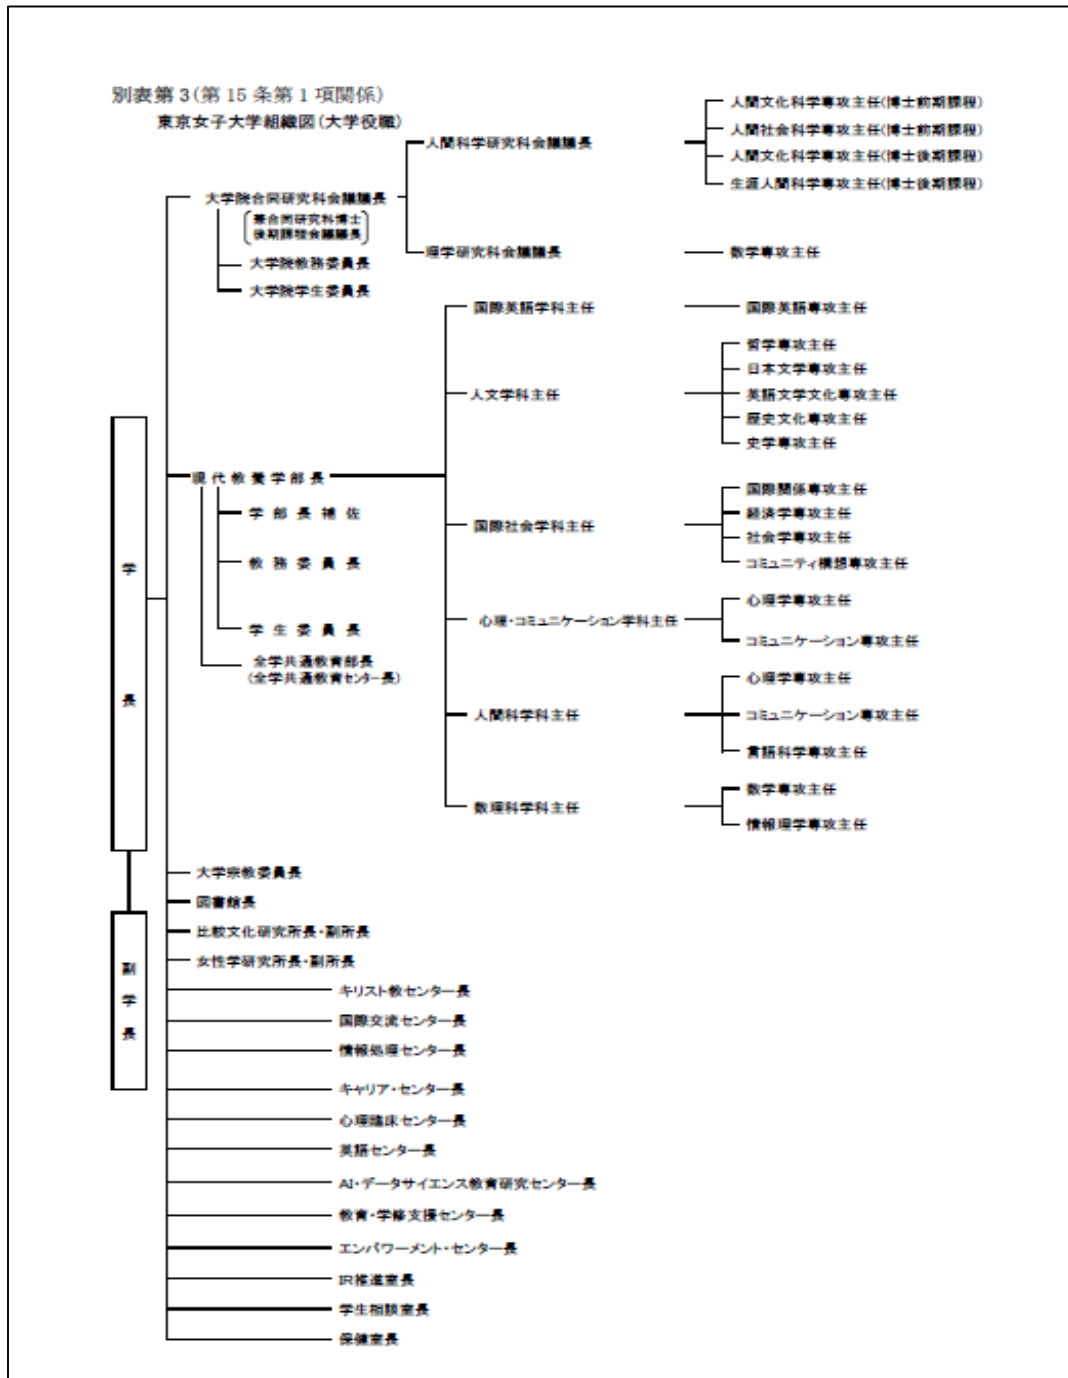 別表第3(第15条第1項関係)
東京女子大学組織図(大学役職)
人間科学研究科会議議長
人間文化科学専攻主任(博士前期課程)
人間社会科学専攻主任(博士前期課程)
人間文化科学専攻主任(博士後期課程)
生涯人間科学専攻主任(博士後期課程)
大学院合同研究科会議議長
兼合同研究科博士
後期課程会議議長
大学院教務委員長
大学院学生委員長
理学研究科会議議長
数学専攻主任
国際英語学科主任
国際英語専攻主任
人文学科主任
哲学専攻主任
日本文学専攻主任
英語文学文化専攻主任
歴史文化専攻主任
史学専攻主任
学長
現代教養学部長
学部長補佐
教務委員長
学生委員長
全学共通教育部長
(全学共通教育センター長)
国際社会学科主任
国際関係専攻主任
経済学専攻主任
社会学専攻主任
コミュニティ構想専攻主任
心理・コミュニケーション学科主任
心理学専攻主任
コミュニケーション専攻主任
人間科学科主任
心理学専攻主任
コミュニケーション専攻主任
言語科学専攻主任
数理科学科主任
数学専攻主任
情報理学専攻主任
副学長
大学宗教委員長
図書館長
比較文化研究所長・副所長
女性学研究所長・副所長
キリスト教センター長
国際交流センター長
情報処理センター長
キャリア・センター長
心理臨床センター長
英語センター長
AI・データサイエンス教育研究センター長
教育・学修支援センター長
エンパワーメント・センター長
IR推進室長
学生相談室長
保健室長